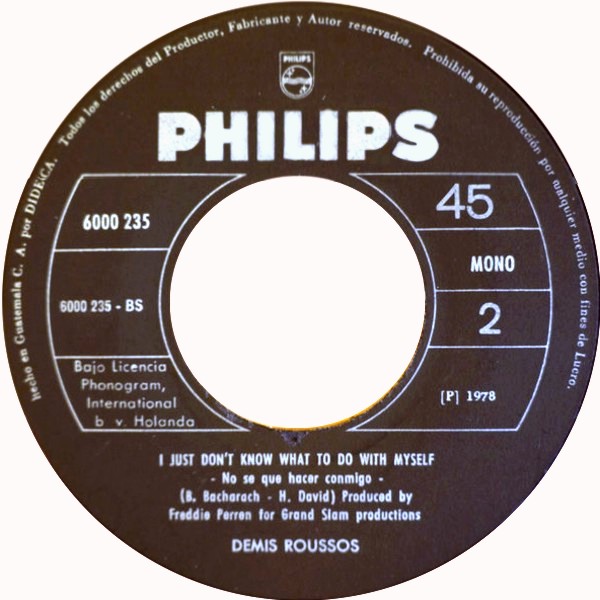 hecho en Guatemala C. A. por DIDECA. Todos los derechos del Productor, Fabricante y Autor reservados. Prohibida su reproducción por cualquier medio con fines de Lucro.
PHILIPS
PHILIPS
6000 235
45
MONO
6000 235 - BS
2
Bajo Licencia
Phonogram,
International
b v. Holanda
[P] 1978
I JUST DON'T KNOW WHAT TO DO WITH MYSELF
- No se que hacer conmigo -
(B. Bacharach - H. David) Produced by
Freddie Perren for Grand Slam productions
DEMIS ROUSSOS